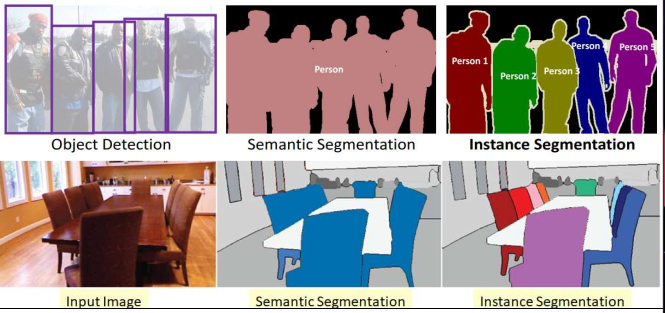 Person
Person 1
Person 2
Person 3
Person
Person 5
Object Detection
Semantic Segmentation
Instance Segmentation
Input Image
Semantic Segmentation
Instance Segmentation